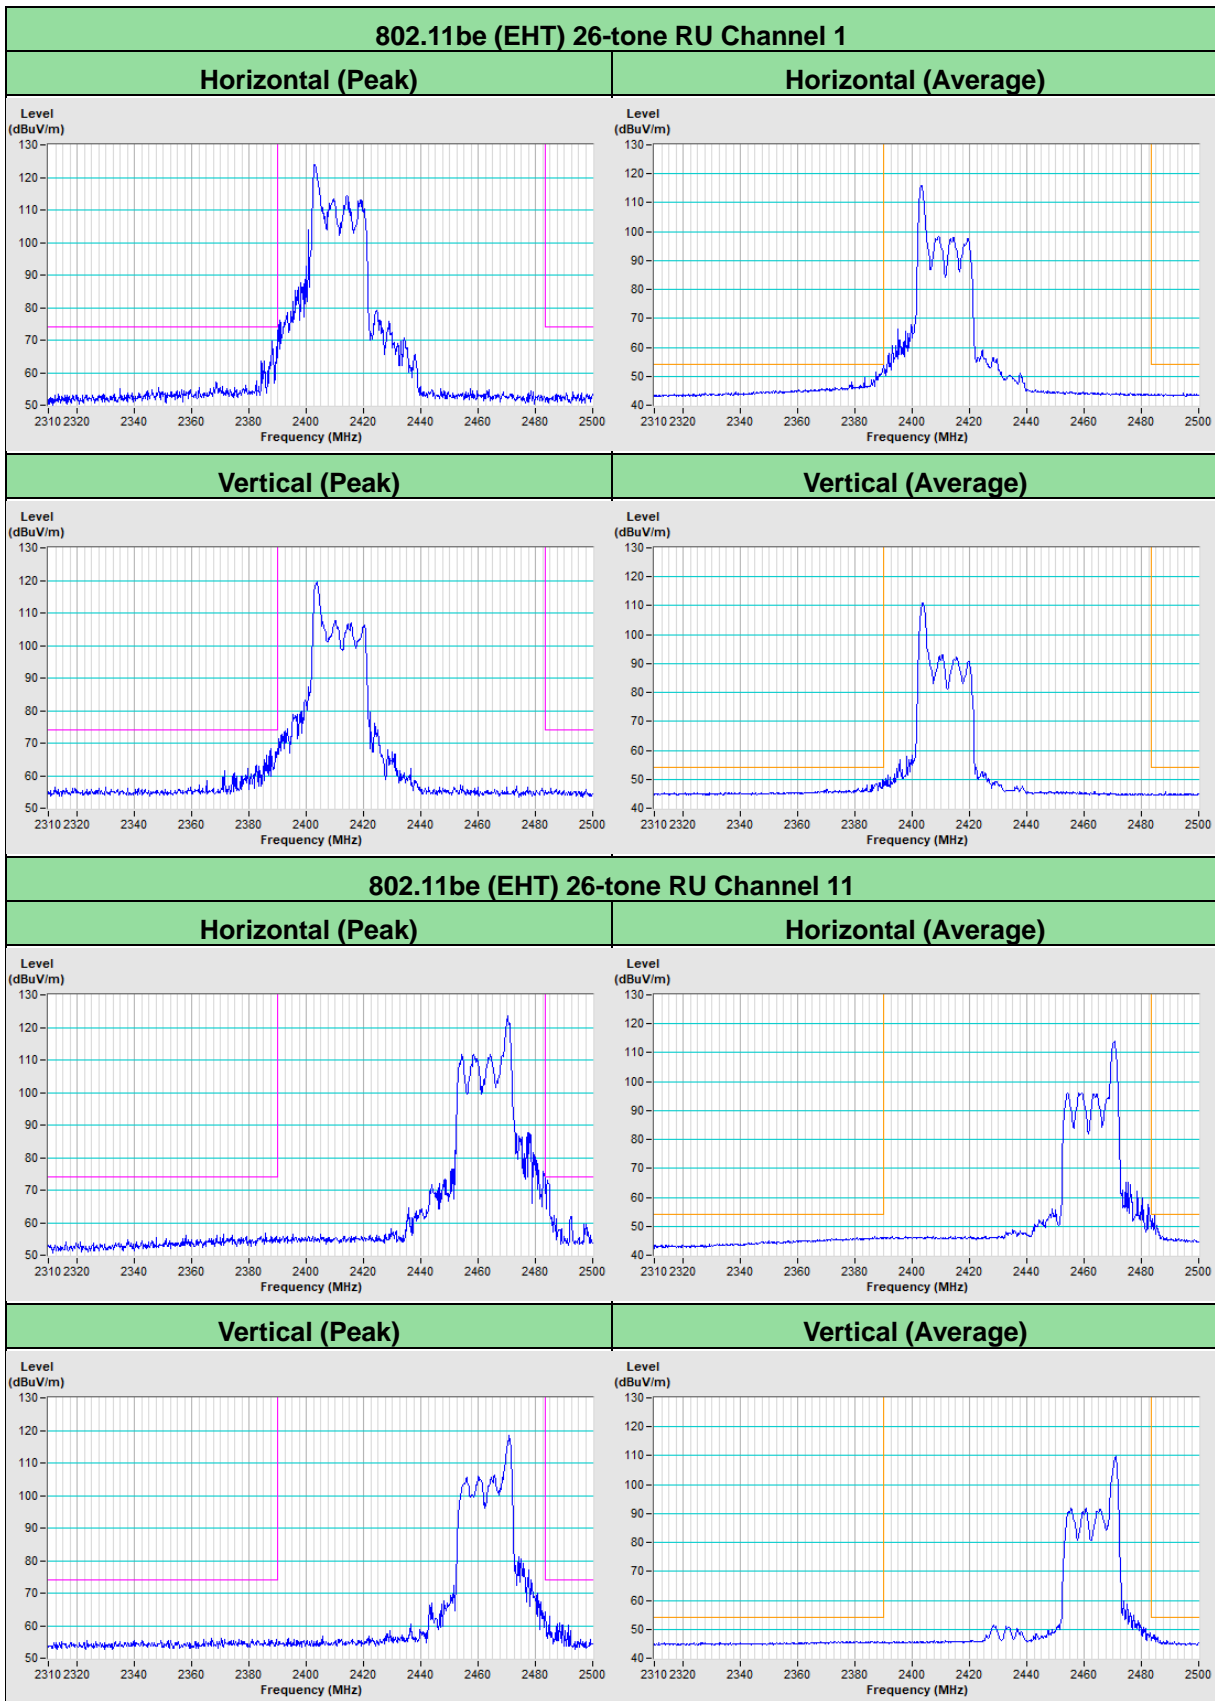 802.11be (EHT) 26-tone RU Channel 1
Horizontal (Peak)
Horizontal (Average)
Level
(dBuV/m)
130
120
110
100
90
80
70
60
50
2310 2320 2340 2360 2380 2400 2420 2440 2460 2480 2500
Frequency (MHz)
Level
(dBuV/m)
130
120
110
100
90
80
70
60
50
40
2310 2320 2340 2360 2380 2400 2420 2440 2460 2480 2500
Frequency (MHz)
Vertical (Peak)
Vertical (Average)
Level
(dBuV/m)
130
120
110
100
90
80
70
60
50
2310 2320 2340 2360 2380 2400 2420 2440 2460 2480 2500
Frequency (MHz)
Level
(dBuV/m)
130
120
110
100
90
80
70
60
50
40
2310 2320 2340 2360 2380 2400 2420 2440 2460 2480 2500
Frequency (MHz)
802.11be (EHT) 26-tone RU Channel 11
Horizontal (Peak)
Horizontal (Average)
Level
(dBuV/m)
130
120
110
100
90
80
70
60
50
2310 2320 2340 2360 2380 2400 2420 2440 2460 2480 2500
Frequency (MHz)
Level
(dBuV/m)
130
120
110
100
90
80
70
60
50
40
2310 2320 2340 2360 2380 2400 2420 2440 2460 2480 2500
Frequency (MHz)
Vertical (Peak)
Vertical (Average)
Level
(dBuV/m)
130
120
110
100
90
80
70
60
50
2310 2320 2340 2360 2380 2400 2420 2440 2460 2480 2500
Frequency (MHz)
Level
(dBuV/m)
130
120
110
100
90
80
70
60
50
40
2310 2320 2340 2360 2380 2400 2420 2440 2460 2480 2500
Frequency (MHz)